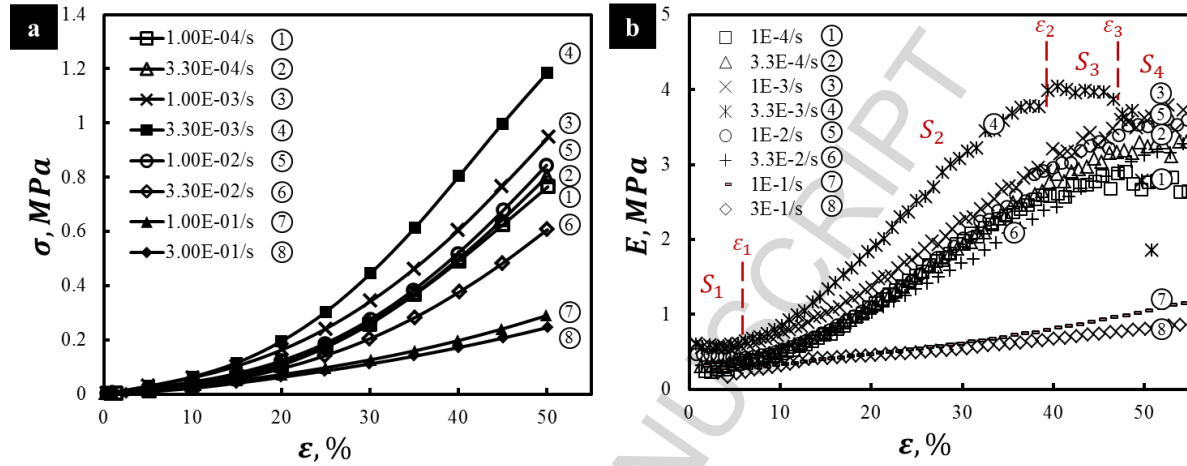 a
σ, MPa
1.4
1.2
1
0.8
0.6
0.4
0.2
0
1.00E-04/s ①
3.30E-04/s ②
1.00E-03/s ③
3.30E-03/s ④
1.00E-02/s ⑤
3.30E-02/s ⑥
1.00E-01/s ⑦
3.00E-01/s ⑧
④
③
⑤
②
①
⑥
⑦
⑧
0 10 20 30 40 50
ε, %
b
E, MPa
5
4
3
2
1
0
1E-4/s ①
3.3E-4/s ②
1E-3/s ③
3.3E-3/s ④
1E-2/s ⑤
3.3E-2/s ⑥
1E-1/s ⑦
3E-1/s ⑧
ε2 ε3
S3 S4
S2
ε1
S1
④
③
⑤
②
①
⑥
⑦
⑧
0 10 20 30 40 50
ε, %
NUSCRIPT